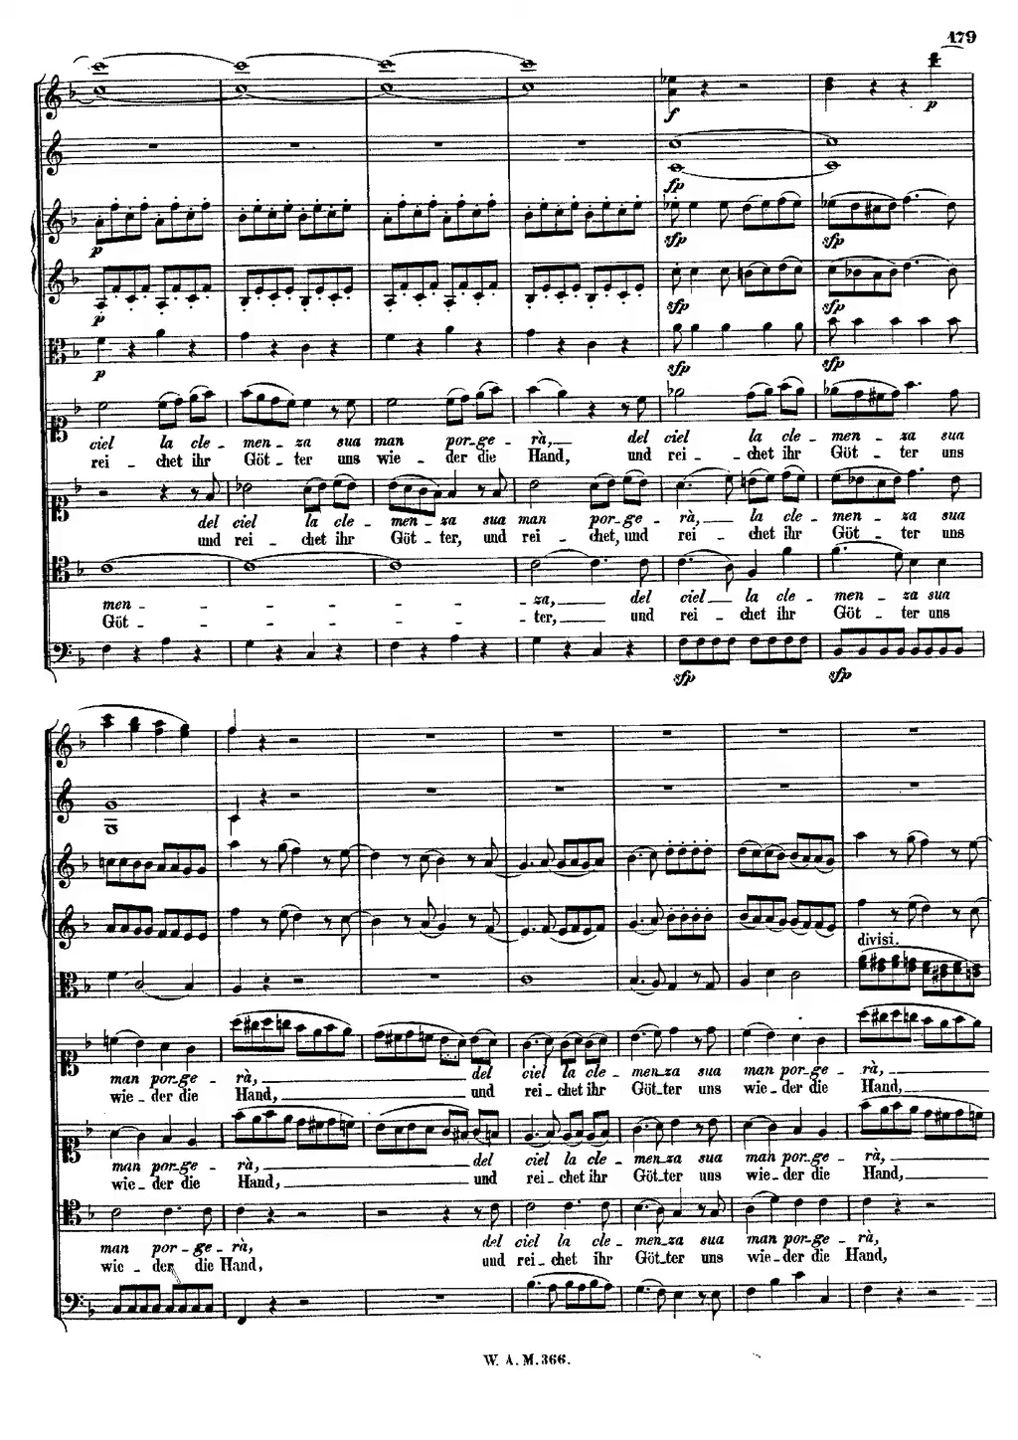 179
f
p
fp
p
sfp
sfp
p
sfp
sfp
p
sfp
sfp
ciel la cle - men - za sua man por - ge - rà, del ciel la cle - men - za sua
rei - chet ihr Göt - ter uns wie - der die Hand, und rei - chet ihr Göt - ter uns
del ciel la cle - men - za sua man por - ge - rà, la cle - men - za sua
und rei - chet ihr Göt - ter, und rei - chet, und rei - chet ihr Göt - ter uns
men - - - - - - - - za, del ciel la cle - men - za sua
Göt - - - - - - - - ter, und rei - chet ihr Göt - ter uns
sfp
sfp
divisi.
man por - ge - rà, del ciel la cle - men - za sua man por - ge - rà,
wie - der die Hand, und rei - chet ihr Göt - ter uns wie - der die Hand,
man por - ge - rà, del ciel la cle - men - za sua man por - ge - rà,
wie - der die Hand, und rei - chet ihr Göt - ter uns wie - der die Hand,
man por - ge - rà, del ciel la cle - men - za sua man por - ge - rà,
wie - der die Hand, und rei - chet ihr Göt - ter uns wie - der die Hand,
W. A. M. 366.